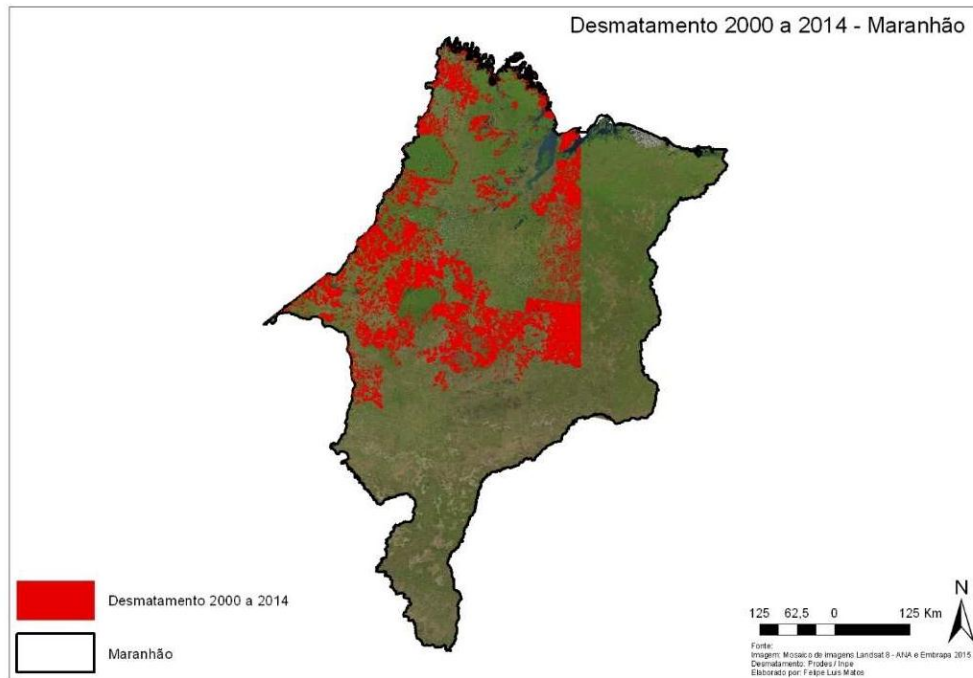 Desmatamento 2000 a 2014 - Maranhão
Desmatamento 2000 a 2014
Maranhão
N
125 62,5 0 125 Km
Fonte:
Imagem: Mosaico de imagens Landsat 8 - ANA e Embrapa 2015
Desmatamento: Prodes / Inpe
Elaborado por: Felipe Luis Matos